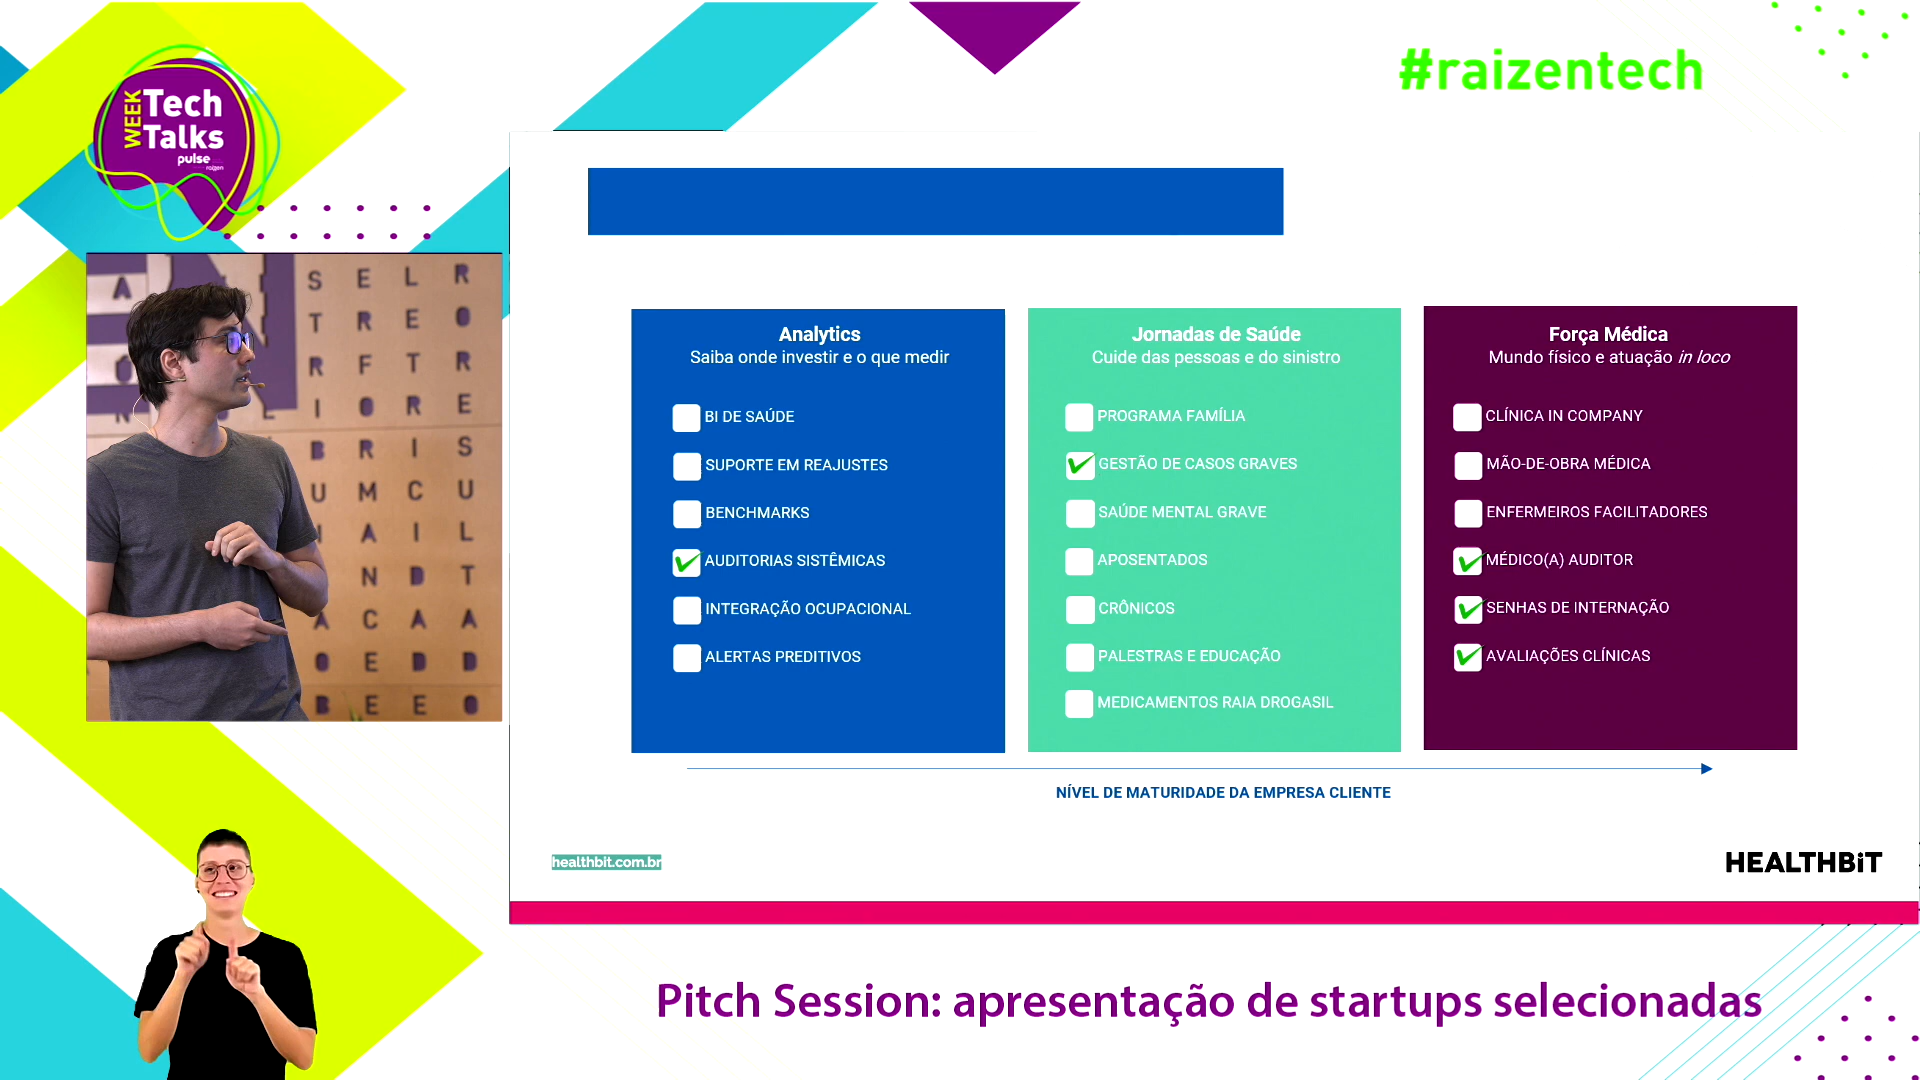 #raizentech
WEEK
Tech
Talks
pulse
raízen
Analytics
Saiba onde investir e o que medir
BI DE SAÚDE
SUPORTE EM REAJUSTES
BENCHMARKS
AUDITORIAS SISTÊMICAS
INTEGRAÇÃO OCUPACIONAL
ALERTAS PREDITIVOS
Jornadas de Saúde
Cuide das pessoas e do sinistro
PROGRAMA FAMÍLIA
GESTÃO DE CASOS GRAVES
SAÚDE MENTAL GRAVE
APOSENTADOS
CRÔNICOS
PALESTRAS E EDUCAÇÃO
MEDICAMENTOS RAIA DROGASIL
Força Médica
Mundo físico e atuação in loco
CLÍNICA IN COMPANY
MÃO-DE-OBRA MÉDICA
ENFERMEIROS FACILITADORES
MÉDICO(A) AUDITOR
SENHAS DE INTERNAÇÃO
AVALIAÇÕES CLÍNICAS
NÍVEL DE MATURIDADE DA EMPRESA CLIENTE
healthbit.com.br
HEALTHBiT
Pitch Session: apresentação de startups selecionadas